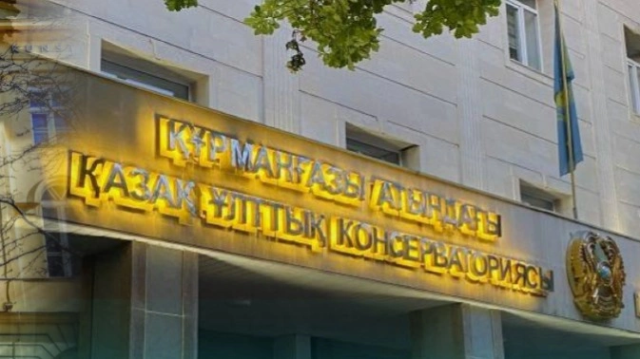 ҚҰРМАНҒАЗЫ АТЫНДАҒЫ
ҚАЗАҚ ҰЛТТЫҚ КОНСЕРВАТОРИЯСЫ